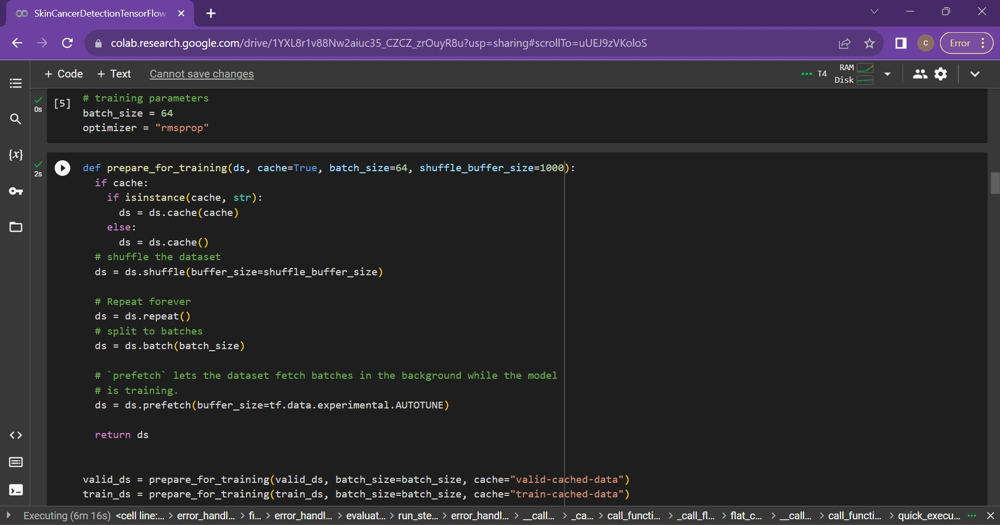 SkinCancerDetectionTensorFlow
colab.research.google.com/drive/1YXL8r1v88Nw2aiuc35_CZCZ_zrOuyR8u?usp=sharing#scrollTo=uUEJ9zVKoloS
C
Error
+ Code + Text Cannot save changes
T4 RAM
Disk
[5] # training parameters
0s
batch_size = 64
optimizer = "rmsprop"
{x}
2s
def prepare_for_training(ds, cache=True, batch_size=64, shuffle_buffer_size=1000):
if cache:
if isinstance(cache, str):
ds = ds.cache(cache)
else:
ds = ds.cache()
# shuffle the dataset
ds = ds.shuffle(buffer_size=shuffle_buffer_size)
# Repeat forever
ds = ds.repeat()
# split to batches
ds = ds.batch(batch_size)
# `prefetch` lets the dataset fetch batches in the background while the model
# is training.
ds = ds.prefetch(buffer_size=tf.data.experimental.AUTOTUNE)
return ds
valid_ds = prepare_for_training(valid_ds, batch_size=batch_size, cache="valid-cached-data")
train_ds = prepare_for_training(train_ds, batch_size=batch_size, cache="train-cached-data")
Executing (6m 16s) <cell line:... > error_handl... > fi... > error_handl... > evaluat... > run_ste... > error_handl... > __call... > _ca... > call_functi... > _call_fl... > flat_c... > __call... > call_functi... > quick_execu... ...